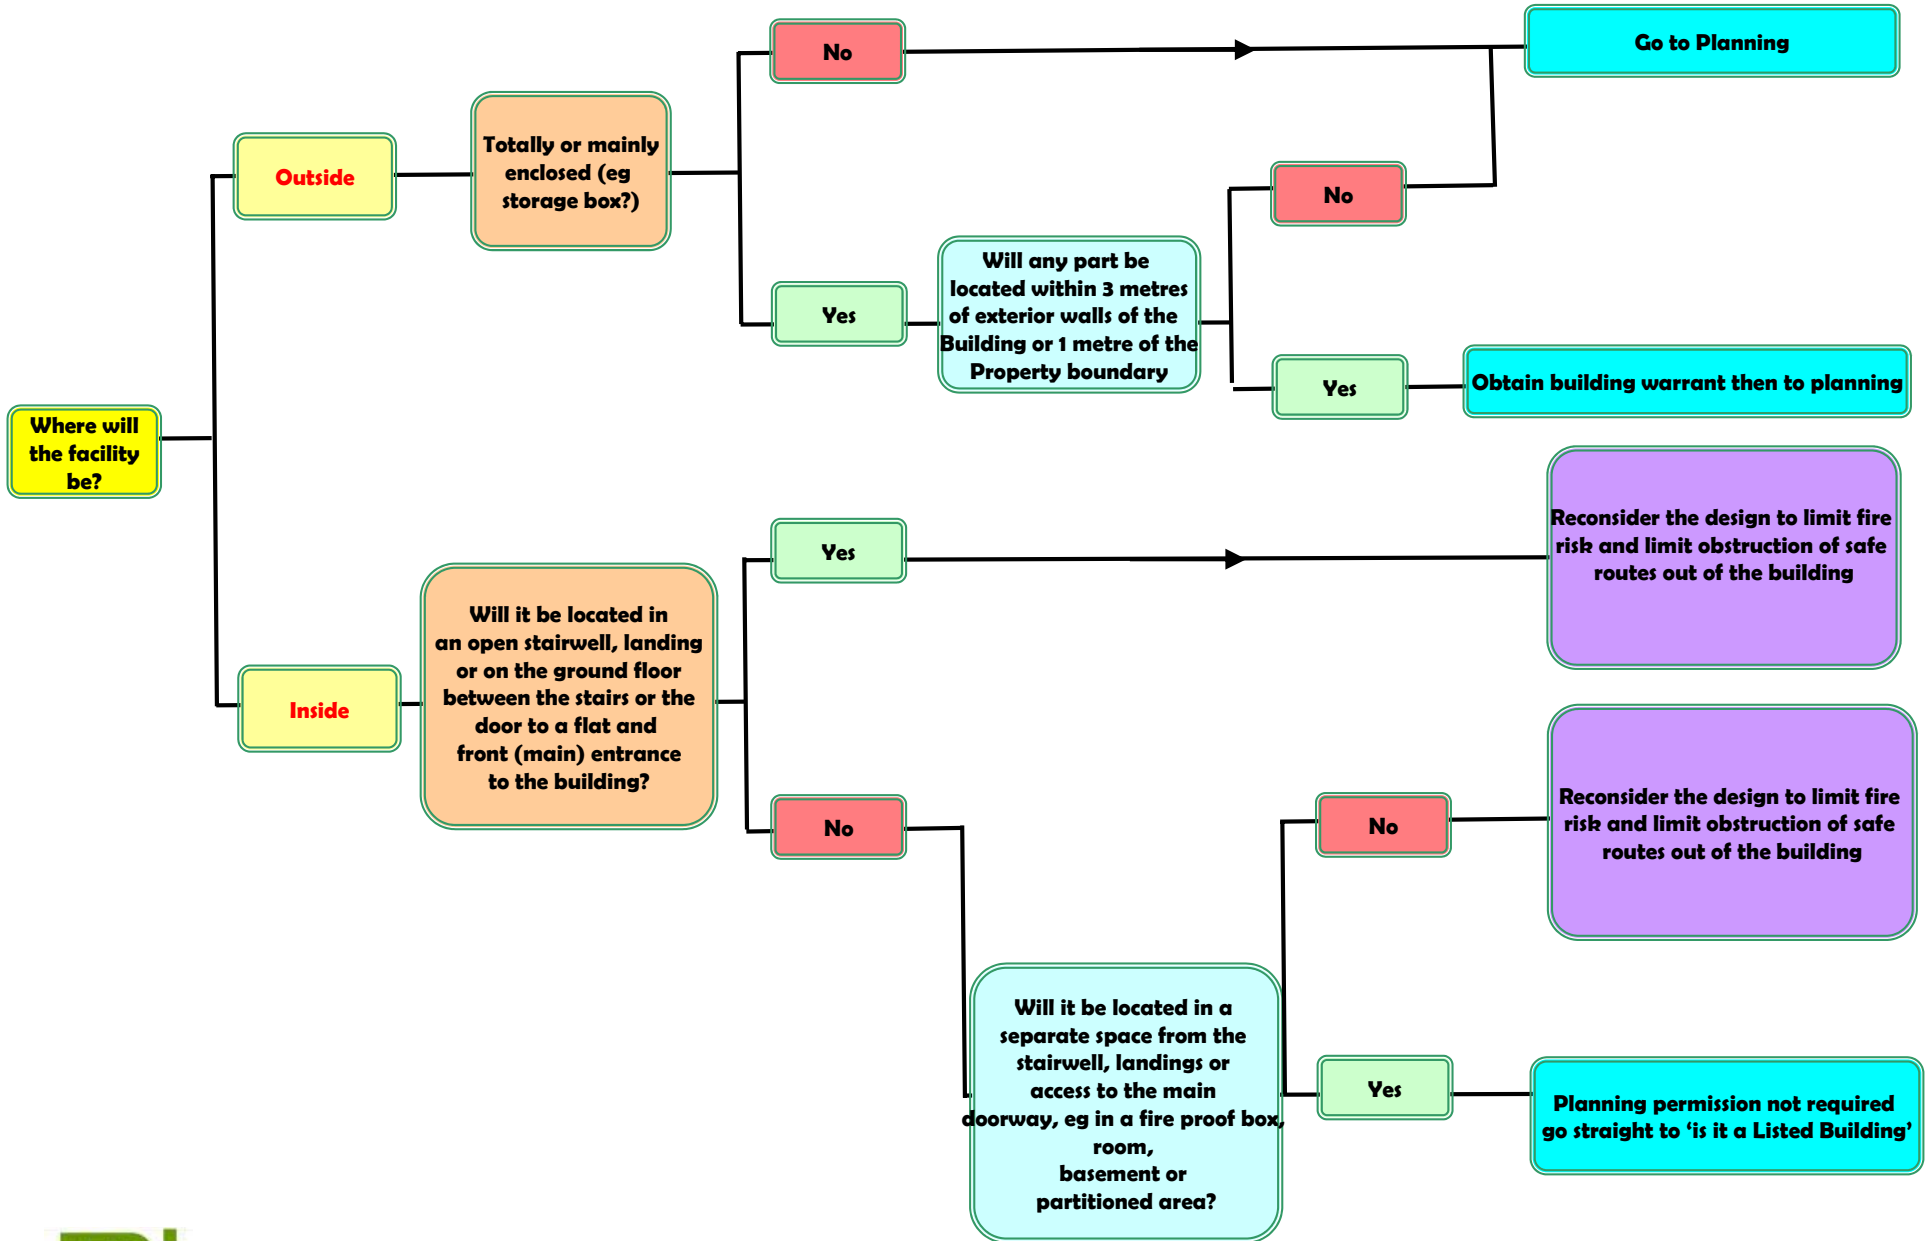 No
Go to Planning
Totally or mainly
enclosed (eg
storage box?)
Outside
No
Will any part be
located within 3 metres
of exterior walls of the
Building or 1 metre of the
Property boundary
Yes
Yes
Obtain building warrant then to planning
Where will
the facility
be?
Reconsider the design to limit fire
risk and limit obstruction of safe
routes out of the building
Yes
Will it be located in
an open stairwell, landing
or on the ground floor
between the stairs or the
door to a flat and
front (main) entrance
to the building?
Inside
No
No
Reconsider the design to limit fire
risk and limit obstruction of safe
routes out of the building
Will it be located in a
separate space from the
stairwell, landings or
access to the main
doorway, eg in a fire proof box,
room,
basement or
partitioned area?
Yes
Planning permission not required
go straight to ‘is it a Listed Building’